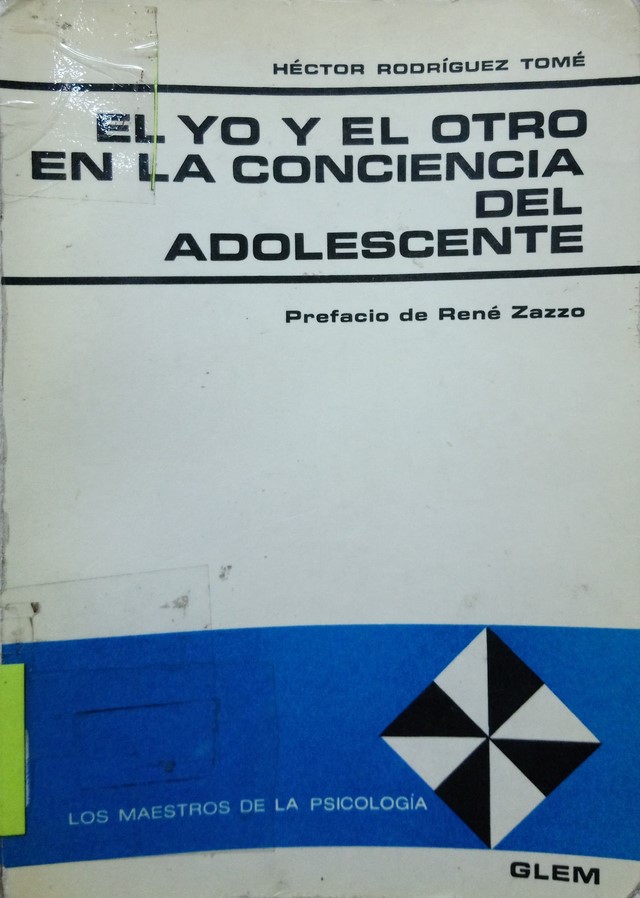 HÉCTOR RODRÍGUEZ TOMÉ
EL YO Y EL OTRO
EN LA CONCIENCIA
DEL
ADOLESCENTE
Prefacio de René Zazzo
LOS MAESTROS DE LA PSICOLOGÍA
GLEM